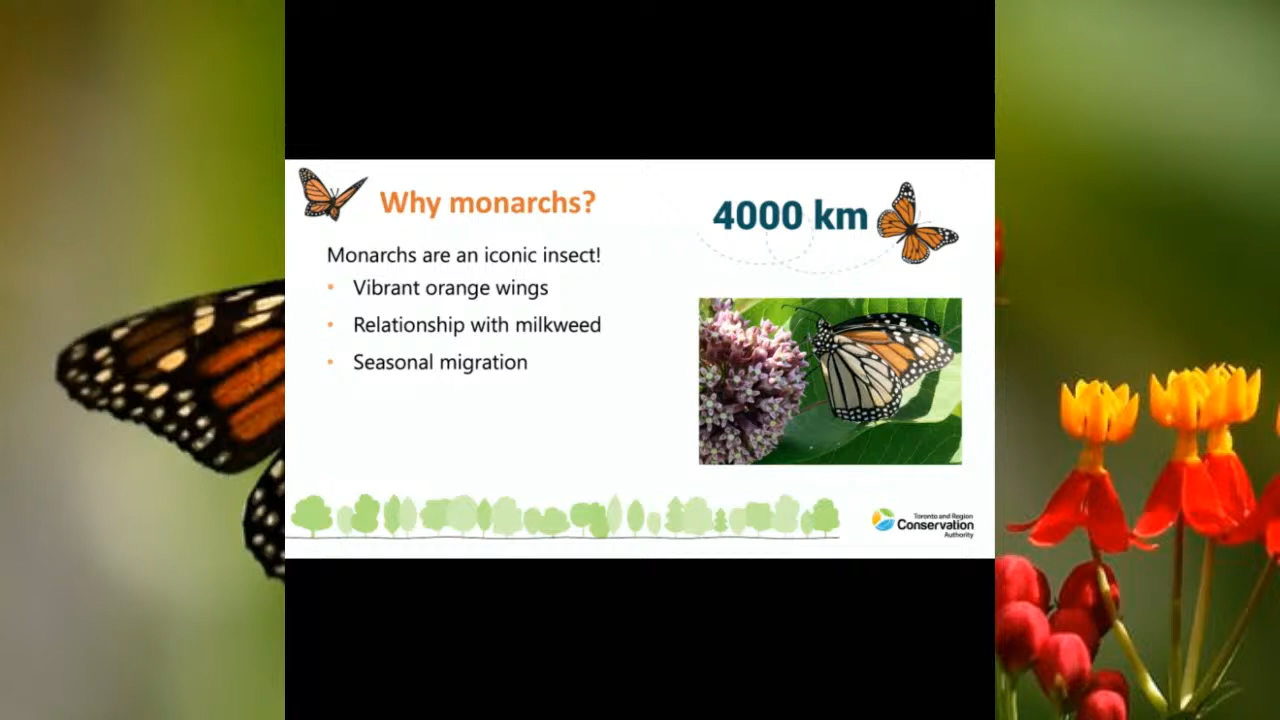 Why monarchs?
4000 km
Monarchs are an iconic insect!
• Vibrant orange wings
• Relationship with milkweed
• Seasonal migration
Toronto and Region
Conservation
Authority